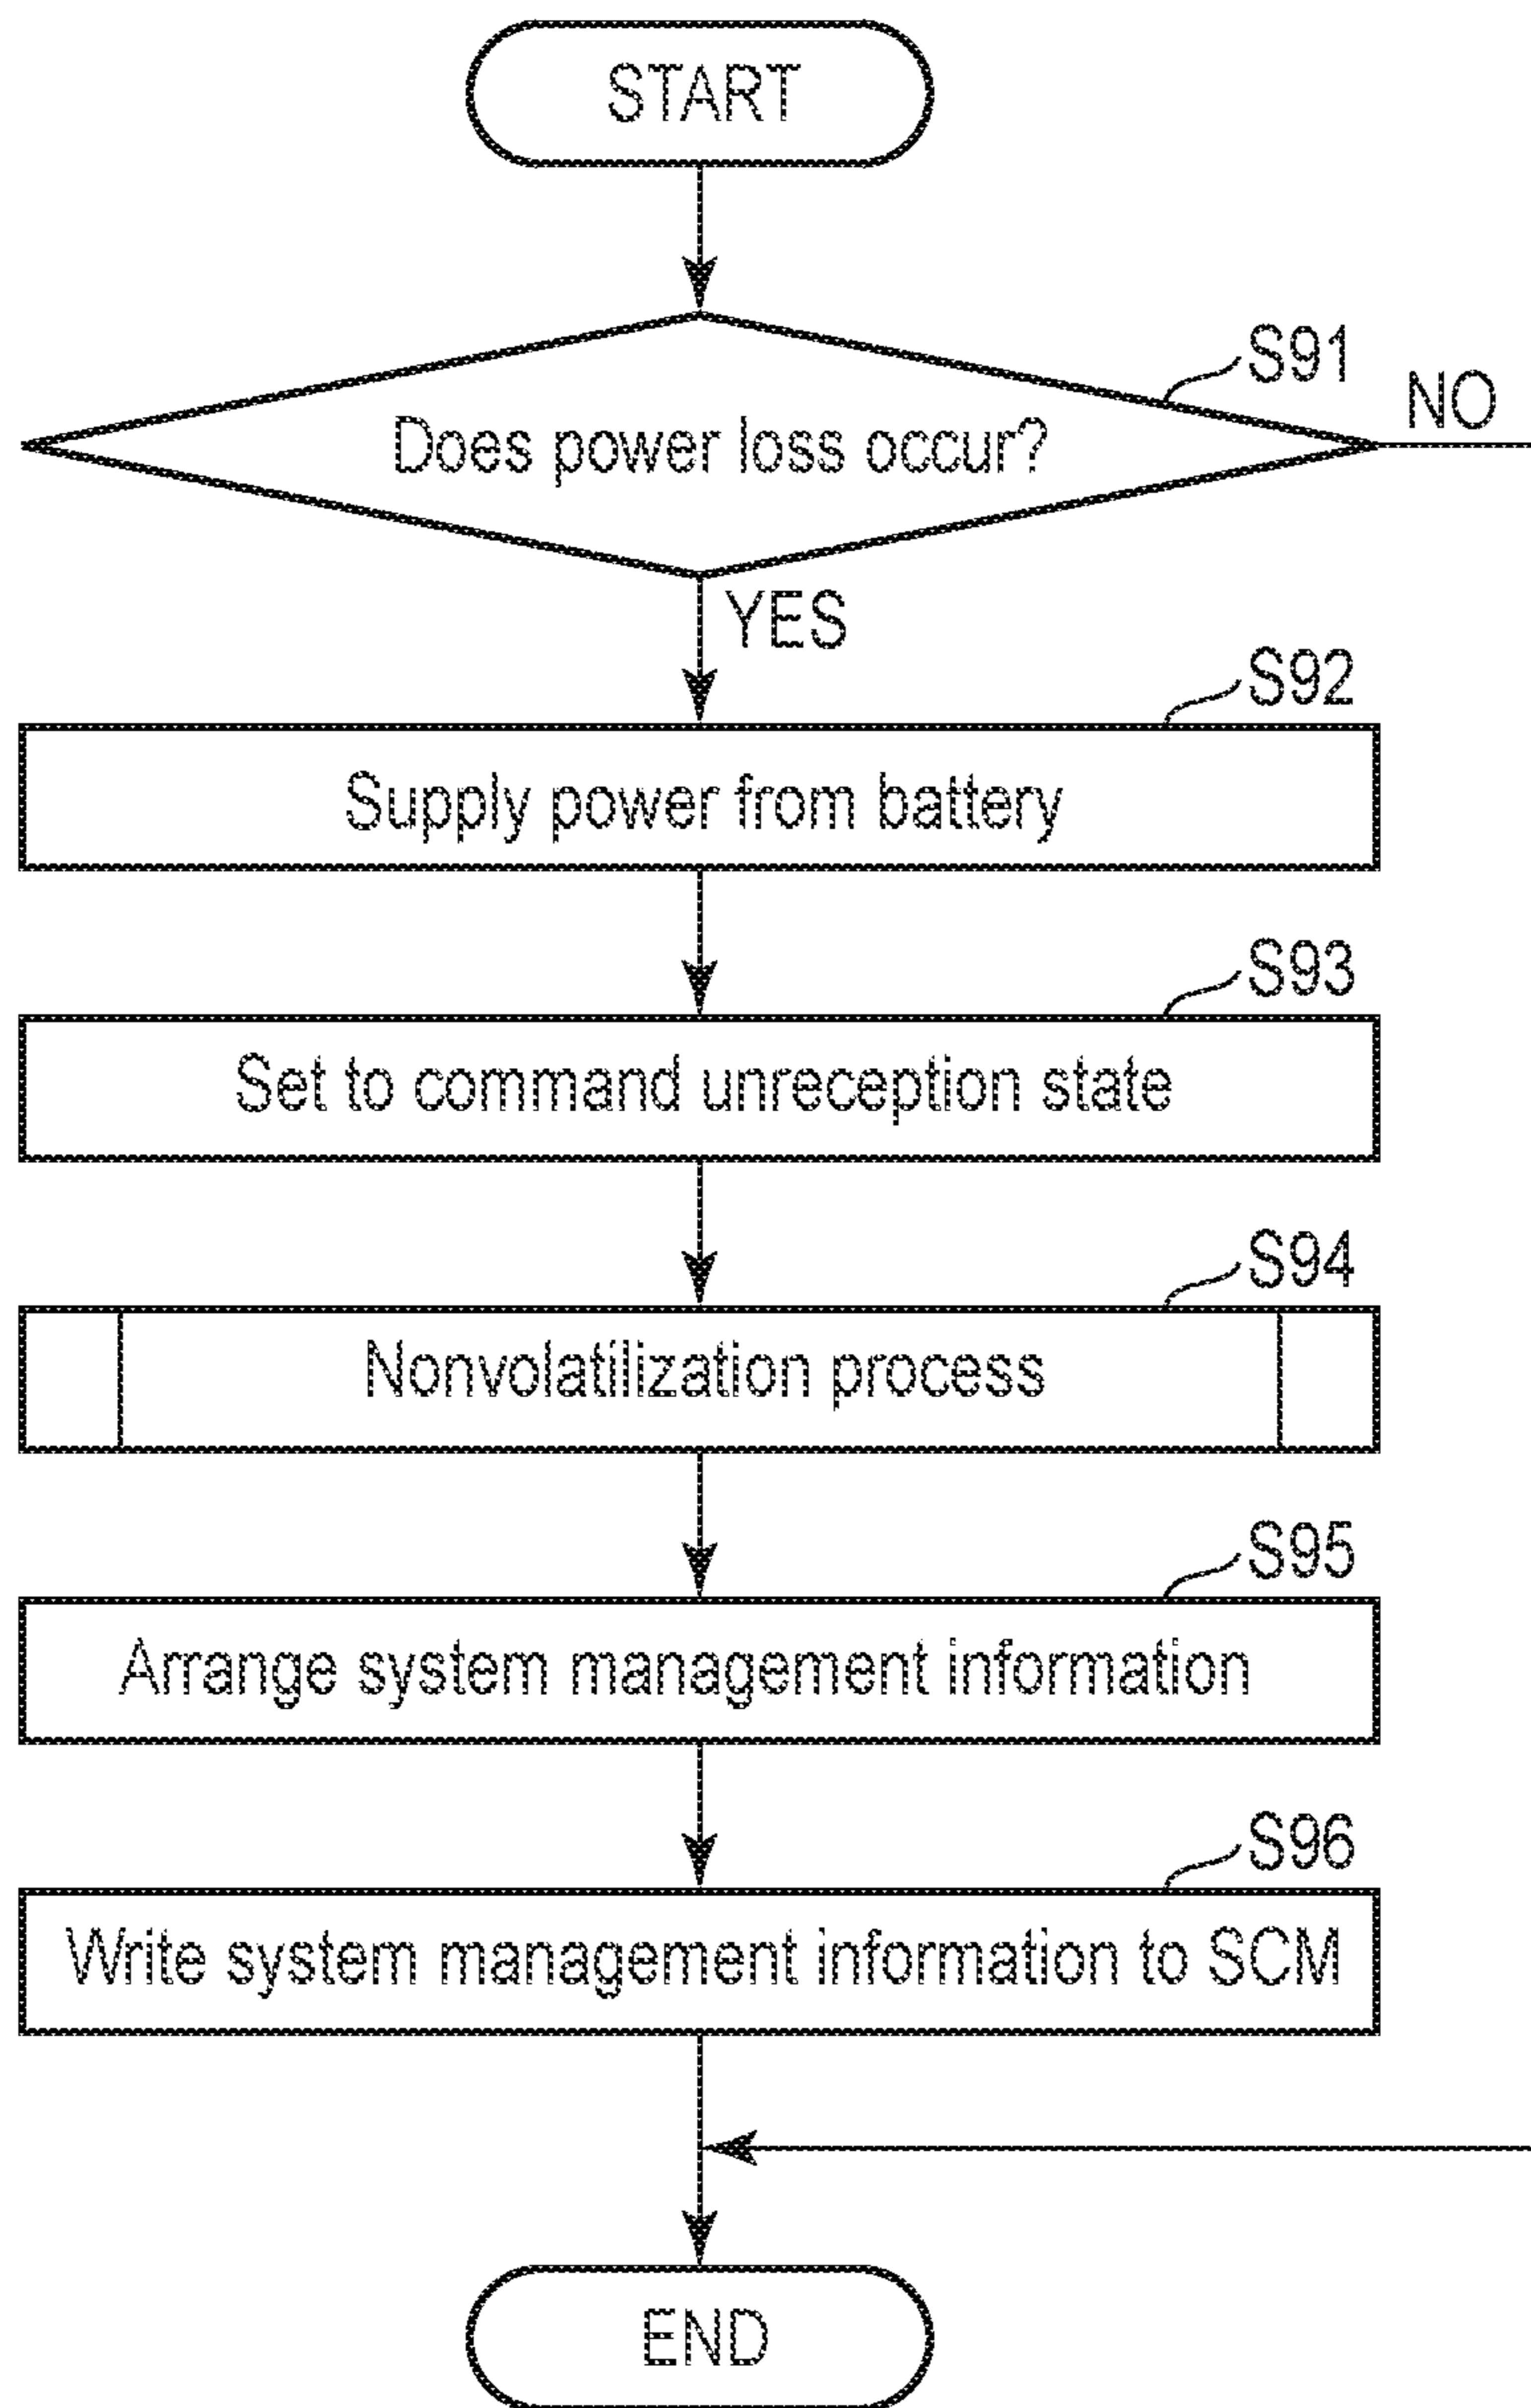 START
S91
NO
Does power loss occur?
YES
S92
Supply power from battery
S93
Set to command unreception state
S94
Nonvolatilization process
S95
Arrange system management information
S96
Write system management information to SCM
END